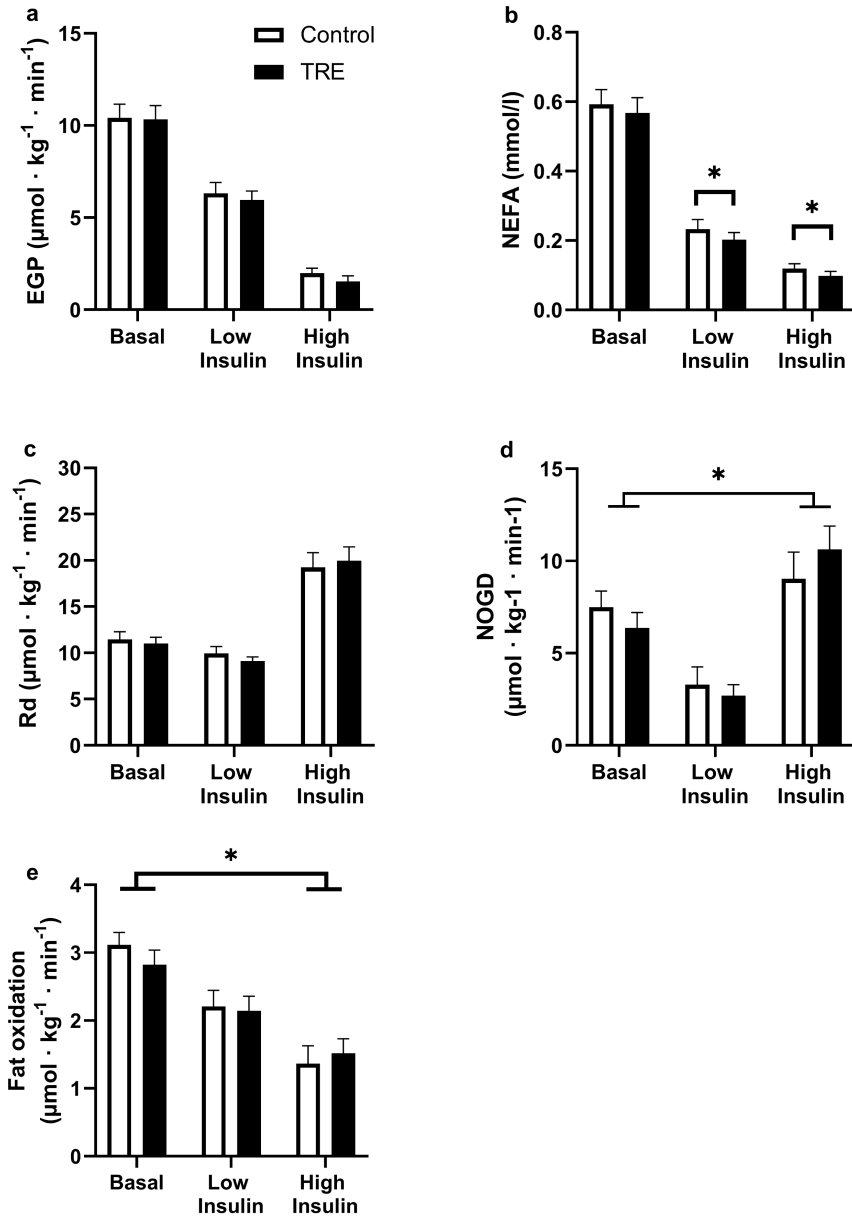 a
EGP (µmol · kg⁻¹ · min⁻¹)
15
10
5
0
Control
TRE
Basal
Low
Insulin
High
Insulin
b
NEFA (mmol/l)
0.8
0.6
0.4
0.2
0.0
*
*
Basal
Low
Insulin
High
Insulin
c
Rd (µmol · kg⁻¹ · min⁻¹)
30
25
20
15
10
5
0
Basal
Low
Insulin
High
Insulin
d
NOGD
(µmol · kg-1 · min-1)
15
10
5
0
*
Basal
Low
Insulin
High
Insulin
e
Fat oxidation
(µmol · kg⁻¹ · min⁻¹)
4
3
2
1
0
*
Basal
Low
Insulin
High
Insulin